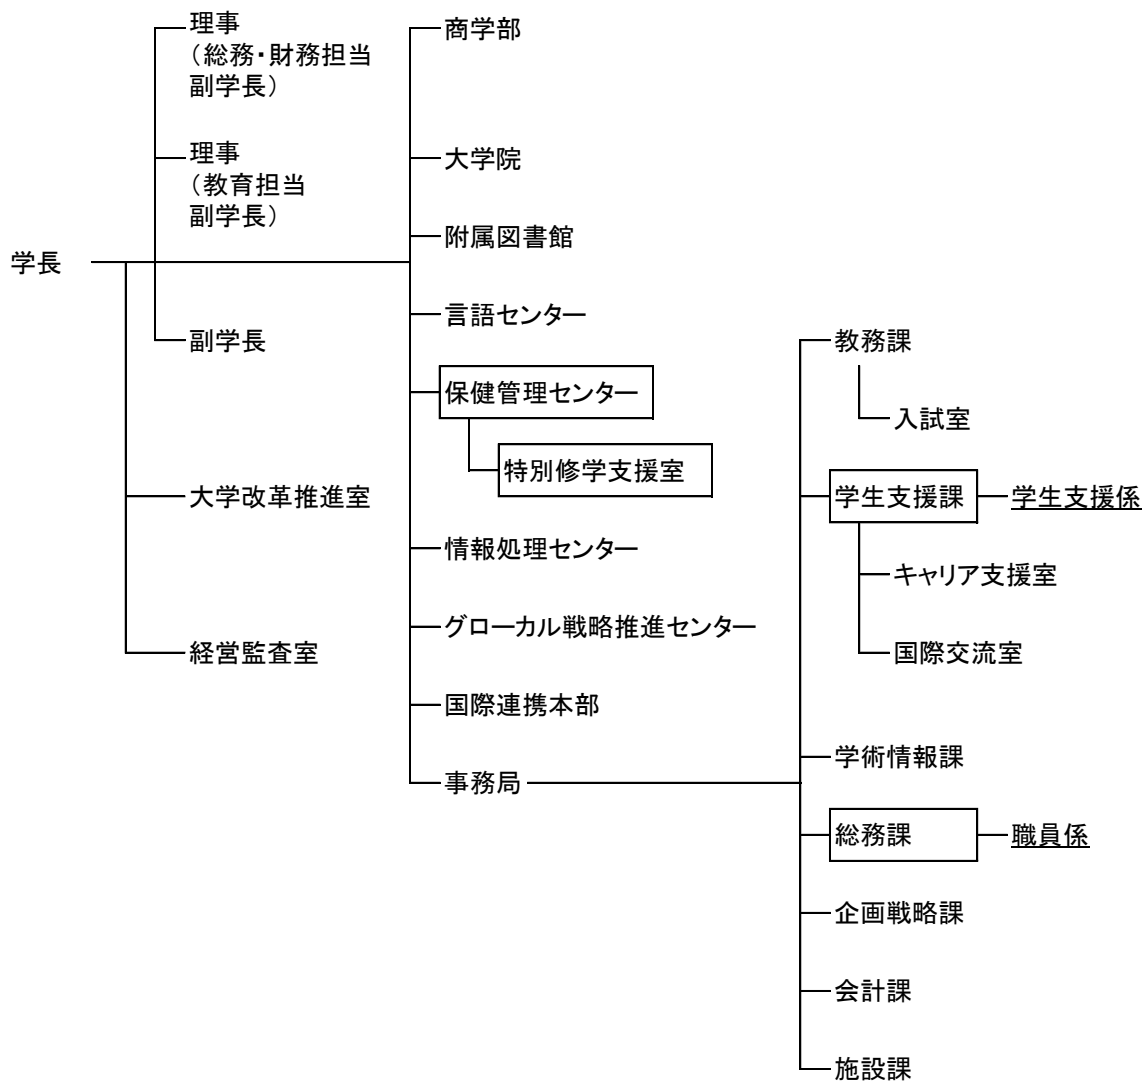 学長
理事
（総務・財務担当
副学長）
理事
（教育担当
副学長）
副学長
大学改革推進室
経営監査室
商学部
大学院
附属図書館
言語センター
保健管理センター
特別修学支援室
情報処理センター
グローカル戦略推進センター
国際連携本部
事務局
教務課
入試室
学生支援課
学生支援係
キャリア支援室
国際交流室
学術情報課
総務課
職員係
企画戦略課
会計課
施設課